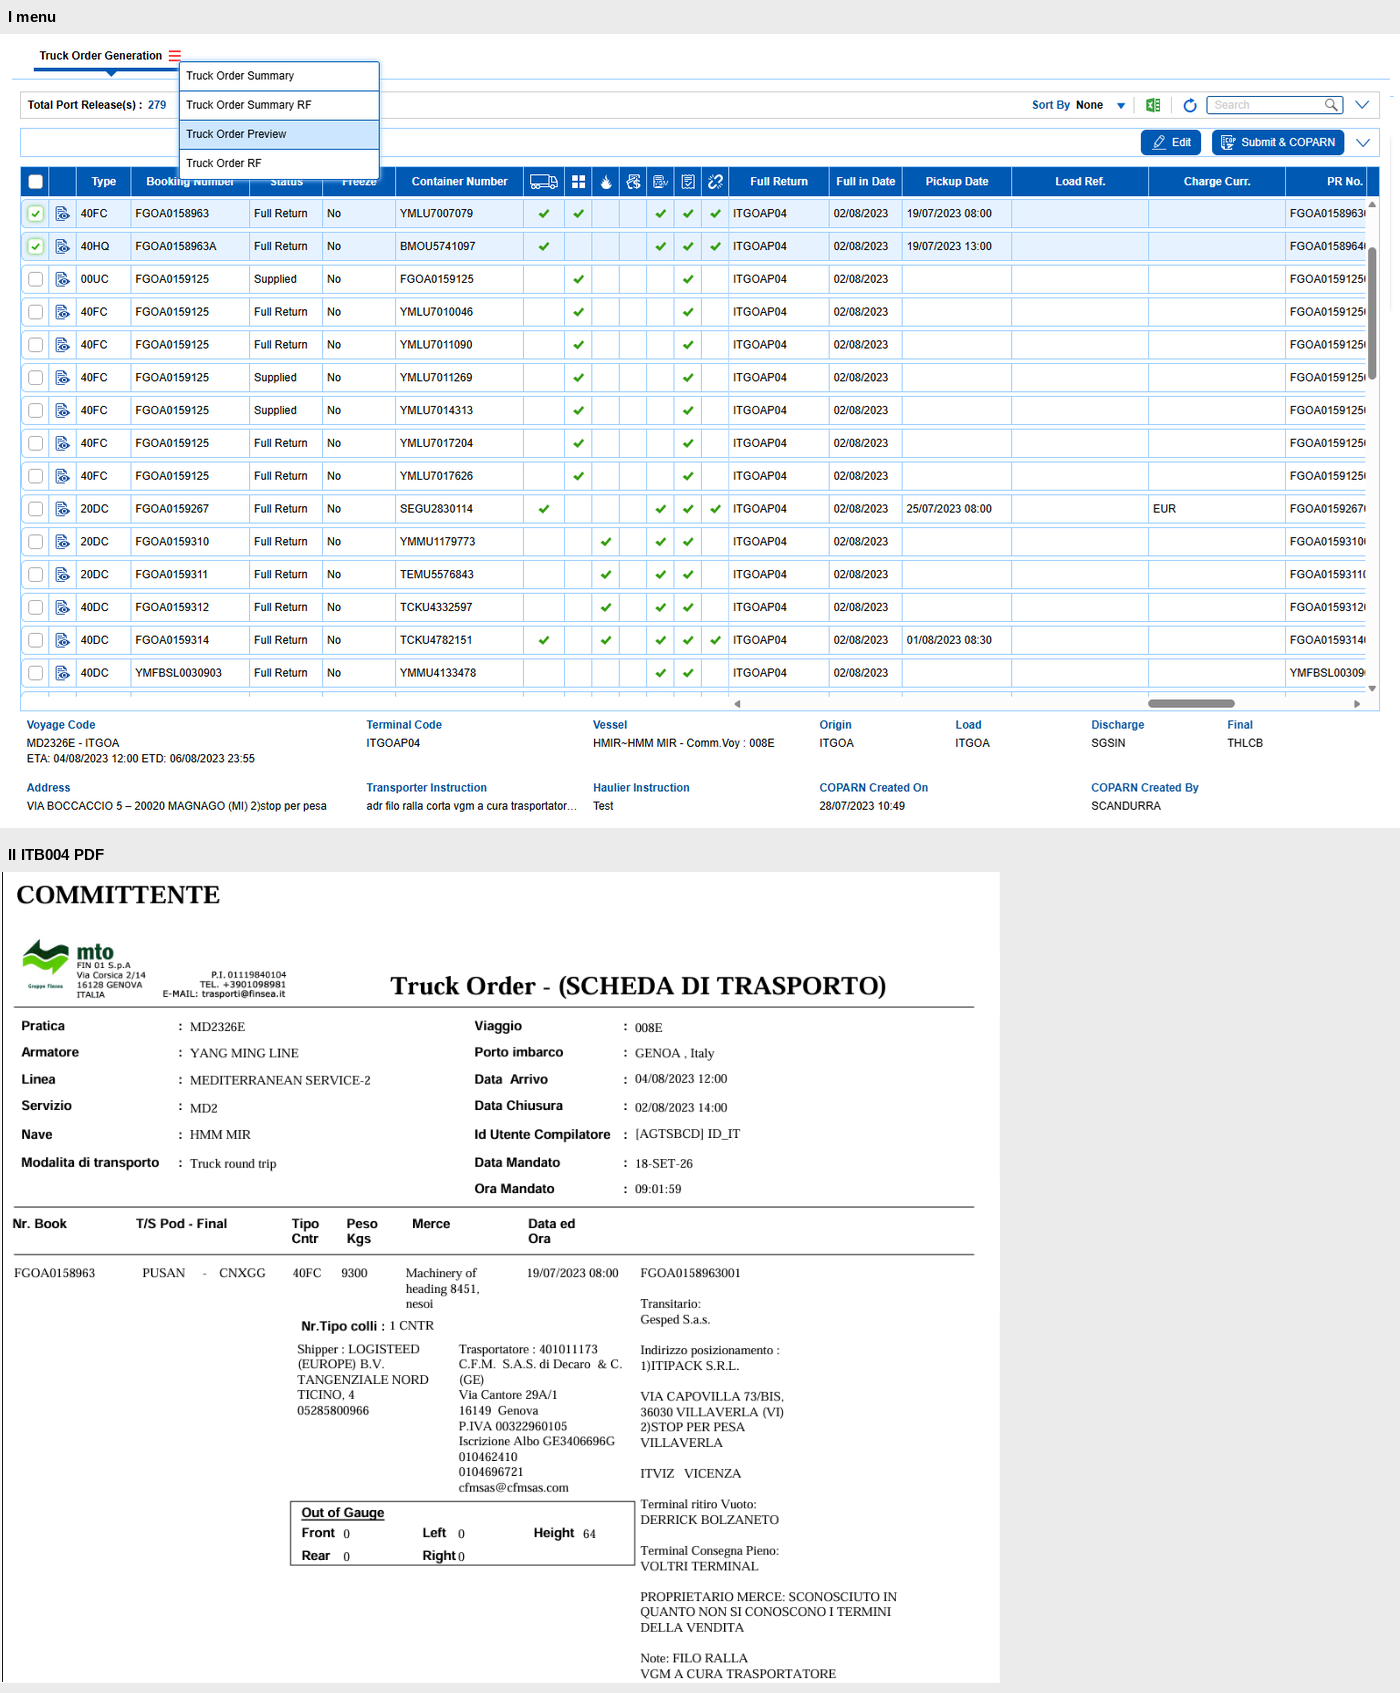 I menu
Truck Order Generation
Truck Order Summary
Truck Order Summary RF
Truck Order Preview
Truck Order RF
Total Port Release(s) : 279
Sort By None
Search
Edit
Submit & COPARN
Type Booking Number Status Freeze Container Number Full Return Full in Date Pickup Date Load Ref. Charge Curr. PR No.
40FC FGOA0158963 Full Return No YMLU7007079 ITGOAP04 02/08/2023 19/07/2023 08:00 FGOA0158963
40HQ FGOA0158963A Full Return No BMOU5741097 ITGOAP04 02/08/2023 19/07/2023 13:00 FGOA0158964
00UC FGOA0159125 Supplied No FGOA0159125 ITGOAP04 02/08/2023 FGOA0159125
40FC FGOA0159125 Full Return No YMLU7010046 ITGOAP04 02/08/2023 FGOA0159125
40FC FGOA0159125 Full Return No YMLU7011090 ITGOAP04 02/08/2023 FGOA0159125
40FC FGOA0159125 Supplied No YMLU7011269 ITGOAP04 02/08/2023 FGOA0159125
40FC FGOA0159125 Supplied No YMLU7014313 ITGOAP04 02/08/2023 FGOA0159125
40FC FGOA0159125 Full Return No YMLU7017204 ITGOAP04 02/08/2023 FGOA0159125
40FC FGOA0159125 Full Return No YMLU7017626 ITGOAP04 02/08/2023 FGOA0159125
20DC FGOA0159267 Full Return No SEGU2830114 ITGOAP04 02/08/2023 25/07/2023 08:00 EUR FGOA0159267
20DC FGOA0159310 Full Return No YMMU1179773 ITGOAP04 02/08/2023 FGOA0159310
20DC FGOA0159311 Full Return No TEMU5576843 ITGOAP04 02/08/2023 FGOA0159311
40DC FGOA0159312 Full Return No TCKU4332597 ITGOAP04 02/08/2023 FGOA0159312
40DC FGOA0159314 Full Return No TCKU4782151 ITGOAP04 02/08/2023 01/08/2023 08:30 FGOA0159314
40DC YMFBSL0030903 Full Return No YMMU4133478 ITGOAP04 02/08/2023 YMFBSL00309
Voyage Code Terminal Code Vessel Origin Load Discharge Final
MD2326E - ITGOA ITGOAP04 HMIR~HMM MIR - Comm.Voy : 008E ITGOA ITGOA SGSIN THLCB
ETA: 04/08/2023 12:00 ETD: 06/08/2023 23:55
Address Transporter Instruction Haulier Instruction COPARN Created On COPARN Created By
VIA BOCCACCIO 5 – 20020 MAGNAGO (MI) 2)stop per pesa adr filo ralla corta vgm a cura trasportator... Test 28/07/2023 10:49 SCANDURRA
II ITB004 PDF
COMMITTENTE
mto
Gruppo Finsea
FIN 01 S.p.A
Via Corsica 2/14
16128 GENOVA
ITALIA
P.I. 01119840104
TEL. +3901098981
E-MAIL: trasporti@finsea.it
Truck Order - (SCHEDA DI TRASPORTO)
Pratica : MD2326E Viaggio : 008E
Armatore : YANG MING LINE Porto imbarco : GENOA , Italy
Linea : MEDITERRANEAN SERVICE-2 Data Arrivo : 04/08/2023 12:00
Servizio : MD2 Data Chiusura : 02/08/2023 14:00
Nave : HMM MIR Id Utente Compilatore : [AGTSBCD] ID_IT
Modalita di transporto : Truck round trip Data Mandato : 18-SET-26
Ora Mandato : 09:01:59
Nr. Book T/S Pod - Final Tipo Cntr Peso Kgs Merce Data ed Ora
FGOA0158963 PUSAN - CNXGG 40FC 9300 Machinery of 19/07/2023 08:00 FGOA0158963001
heading 8451,
nesoi
Nr.Tipo colli : 1 CNTR
Shipper : LOGISTEED
(EUROPE) B.V.
TANGENZIALE NORD
TICINO, 4
05285800966
Trasportatore : 401011173
C.F.M. S.A.S. di Decaro & C.
(GE)
Via Cantore 29A/1
16149 Genova
P.IVA 00322960105
Iscrizione Albo GE3406696G
010462410
0104696721
cfmsas@cfmsas.com
Out of Gauge
Front 0 Left 0 Height 64
Rear 0 Right 0
Transitario:
Gesped S.a.s.
Indirizzo posizionamento :
1)ITIPACK S.R.L.
VIA CAPOVILLA 73/BIS,
36030 VILLAVERLA (VI)
2)STOP PER PESA
VILLAVERLA
ITVIZ VICENZA
Terminal ritiro Vuoto:
DERRICK BOLZANETO
Terminal Consegna Pieno:
VOLTRI TERMINAL
PROPRIETARIO MERCE: SCONOSCIUTO IN
QUANTO NON SI CONOSCONO I TERMINI
DELLA VENDITA
Note: FILO RALLA
VGM A CURA TRASPORTATORE